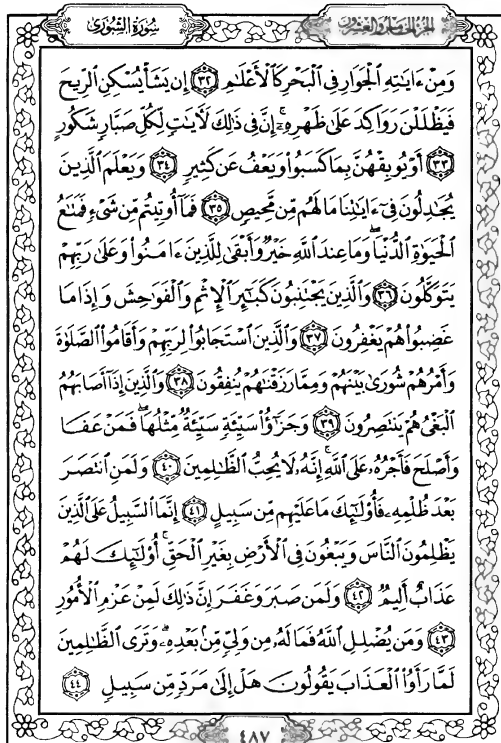 سُورَةُ الشُّورَىٰ
الجُزْءُ الخَامِسُ وَالعِشْرُونَ
وَمِنْ ءَايَٰتِهِ ٱلْجَوَارِ فِي ٱلْبَحْرِ كَٱلْأَعْلَٰمِ ٣٢ إِن يَشَأْ يُسْكِنِ ٱلرِّيحَ
فَيَظْلَلْنَ رَوَاكِدَ عَلَىٰ ظَهْرِهِۦٓ ۚ إِنَّ فِي ذَٰلِكَ لَءَايَٰتٍ لِّكُلِّ صَبَّارٍ شَكُورٍ
٣٣ أَوْ يُوبِقْهُنَّ بِمَا كَسَبُوا۟ وَيَعْفُ عَن كَثِيرٍ ٣٤ وَيَعْلَمَ ٱلَّذِينَ
يُجَٰدِلُونَ فِىٓ ءَايَٰتِنَا مَا لَهُم مِّن مَّحِيصٍ ٣٥ فَمَآ أُوتِيتُم مِّن شَىْءٍ فَمَتَٰعُ
ٱلْحَيَوٰةِ ٱلدُّنْيَا ۖ وَمَا عِندَ ٱللَّهِ خَيْرٌ وَأَبْقَىٰ لِلَّذِينَ ءَامَنُوا۟ وَعَلَىٰ رَبِّهِمْ
يَتَوَكَّلُونَ ٣٦ وَٱلَّذِينَ يَجْتَنِبُونَ كَبَٰٓئِرَ ٱلْإِثْمِ وَٱلْفَوَٰحِشَ وَإِذَا مَا
غَضِبُوا۟ هُمْ يَغْفِرُونَ ٣٧ وَٱلَّذِينَ ٱسْتَجَابُوا۟ لِرَبِّهِمْ وَأَقَامُوا۟ ٱلصَّلَوٰةَ
وَأَمْرُهُمْ شُورَىٰ بَيْنَهُمْ وَمِمَّا رَزَقْنَٰهُمْ يُنفِقُونَ ٣٨ وَٱلَّذِينَ إِذَآ أَصَابَهُمُ
ٱلْبَغْىُ هُمْ يَنتَصِرُونَ ٣٩ وَجَزَٰٓؤُا۟ سَيِّئَةٍ سَيِّئَةٌ مِّثْلُهَا ۖ فَمَنْ عَفَا
وَأَصْلَحَ فَأَجْرُهُۥ عَلَى ٱللَّهِ ۚ إِنَّهُۥ لَا يُحِبُّ ٱلظَّٰلِمِينَ ٤٠ وَلَمَنِ ٱنتَصَرَ
بَعْدَ ظُلْمِهِۦ فَأُو۟لَٰٓئِكَ مَا عَلَيْهِم مِّن سَبِيلٍ ٤١ إِنَّمَا ٱلسَّبِيلُ عَلَى ٱلَّذِينَ
يَظْلِمُونَ ٱلنَّاسَ وَيَبْغُونَ فِي ٱلْأَرْضِ بِغَيْرِ ٱلْحَقِّ ۚ أُو۟لَٰٓئِكَ لَهُمْ
عَذَابٌ أَلِيمٌ ٤٢ وَلَمَن صَبَرَ وَغَفَرَ إِنَّ ذَٰلِكَ لَمِنْ عَزْمِ ٱلْأُمُورِ
٤٣ وَمَن يُضْلِلِ ٱللَّهُ فَمَا لَهُۥ مِن وَلِىٍّ مِّنۢ بَعْدِهِۦ ۗ وَتَرَى ٱلظَّٰلِمِينَ
لَمَّا رَأَوُا۟ ٱلْعَذَابَ يَقُولُونَ هَلْ إِلَىٰ مَرَدٍّ مِّن سَبِيلٍ ٤٤
٤٨٧